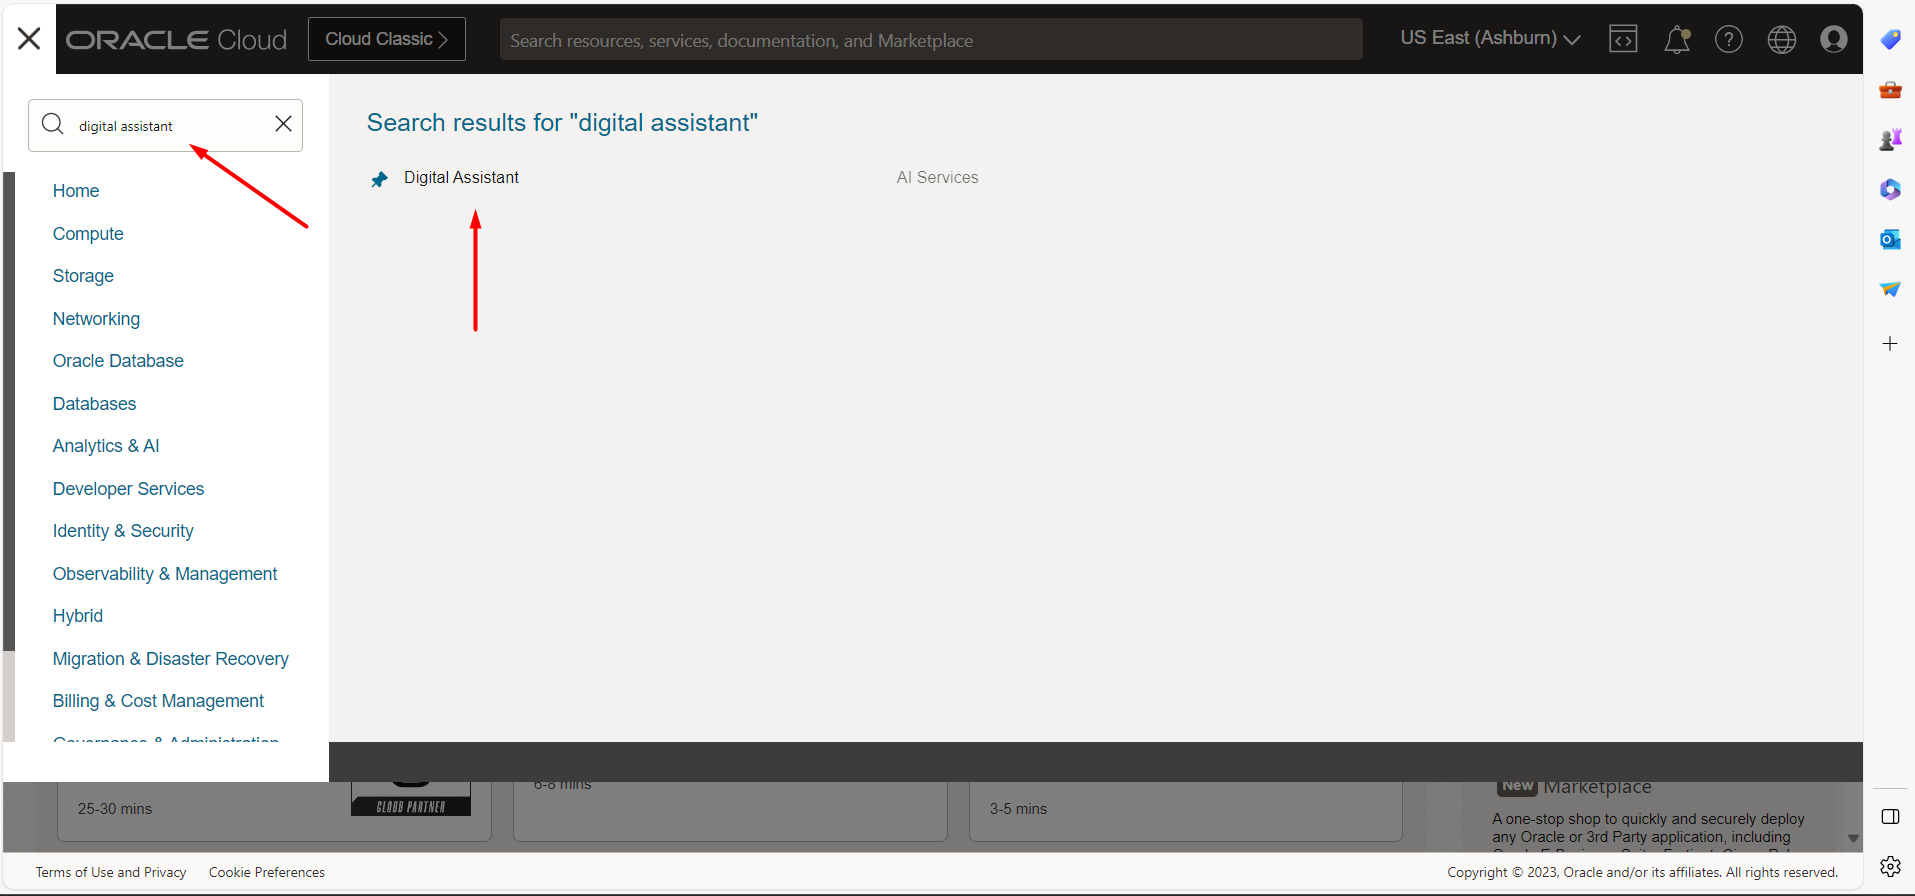 ORACLE Cloud
Cloud Classic
Search resources, services, documentation, and Marketplace
US East (Ashburn)
digital assistant
Search results for "digital assistant"
Digital Assistant
AI Services
Home
Compute
Storage
Networking
Oracle Database
Databases
Analytics & AI
Developer Services
Identity & Security
Observability & Management
Hybrid
Migration & Disaster Recovery
Billing & Cost Management
Governance & Administration
25-30 mins
CLOUD PARTNER
6-8 mins
3-5 mins
New Marketplace
A one-stop shop to quickly and securely deploy
any Oracle or 3rd Party application, including
Terms of Use and Privacy
Cookie Preferences
Copyright © 2023, Oracle and/or its affiliates. All rights reserved.